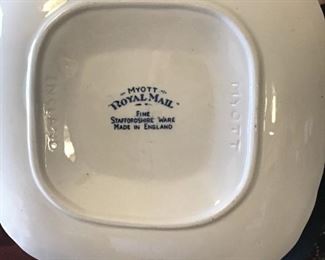 MYOTT
ROYAL MAIL
FINE
STAFFORDSHIRE WARE
MADE IN ENGLAND
MYOTT